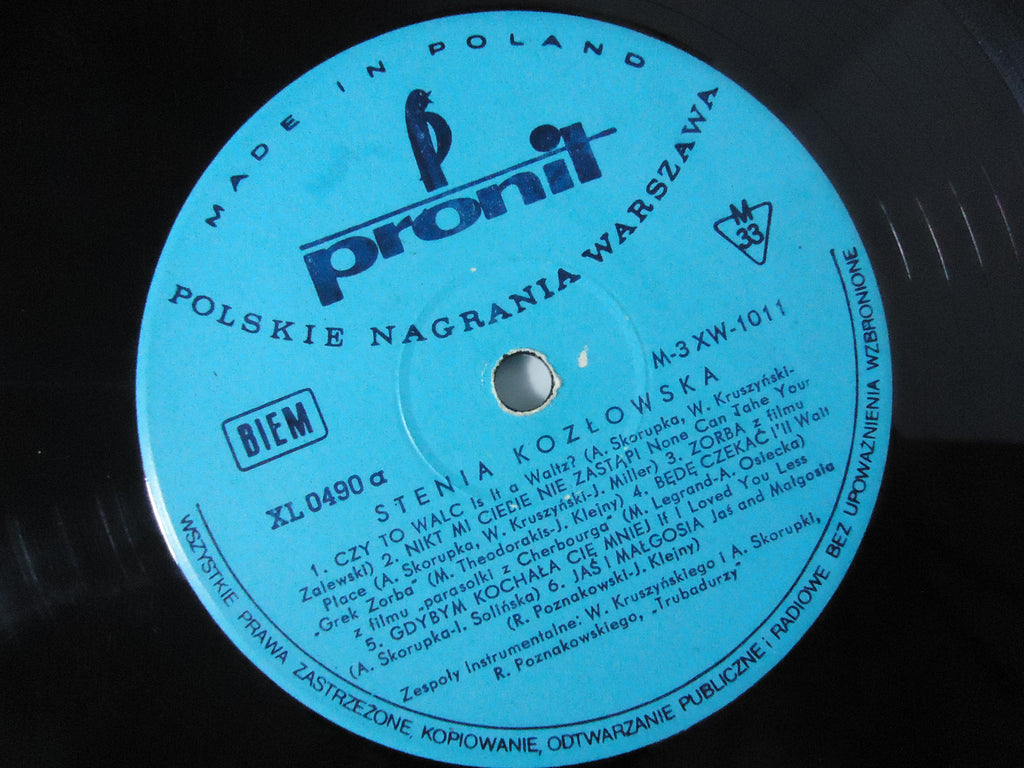 MADE IN POLAND
pronit
POLSKIE NAGRANIA WARSZAWA
M
33
BIEM
M-3 XW-1011
XL 0490 a
STENIA KOZŁOWSKA
1. CZY TO WALC Is It a Waltz? (A. Skorupka, W. Kruszyński-
Zalewski) 2. NIKT MI CIEBIE NIE ZASTĄPI None Can Tahe Your
Place (A. Skorupka, W. Kruszyński-J. Miller) 3. ZORBA z filmu
„Grek Zorba" (M. Theodorakis-J. Klejny) 4. BĘDĘ CZEKAĆ I'll Wait
z filmu „parasolki z Cherbourga" (M. Legrand-A. Osiecka)
5. GDYBYM KOCHAŁA CIĘ MNIEJ If I Loved You Less
(A. Skorupka-I. Solińska) 6. JAŚ I MAŁGOSIA Jaś and Małgosia
(R. Poznakowski-J. Klejny)
Zespoły Instrumentalne: W. Kruszyńskiego i A. Skorupki,
R. Poznakowskiego, „Trubadurzy"
WSZYSTKIE PRAWA ZASTRZEŻONE, KOPIOWANIE, ODTWARZANIE PUBLICZNE i RADIOWE BEZ UPOWAŻNIENIA WZBRONIONE